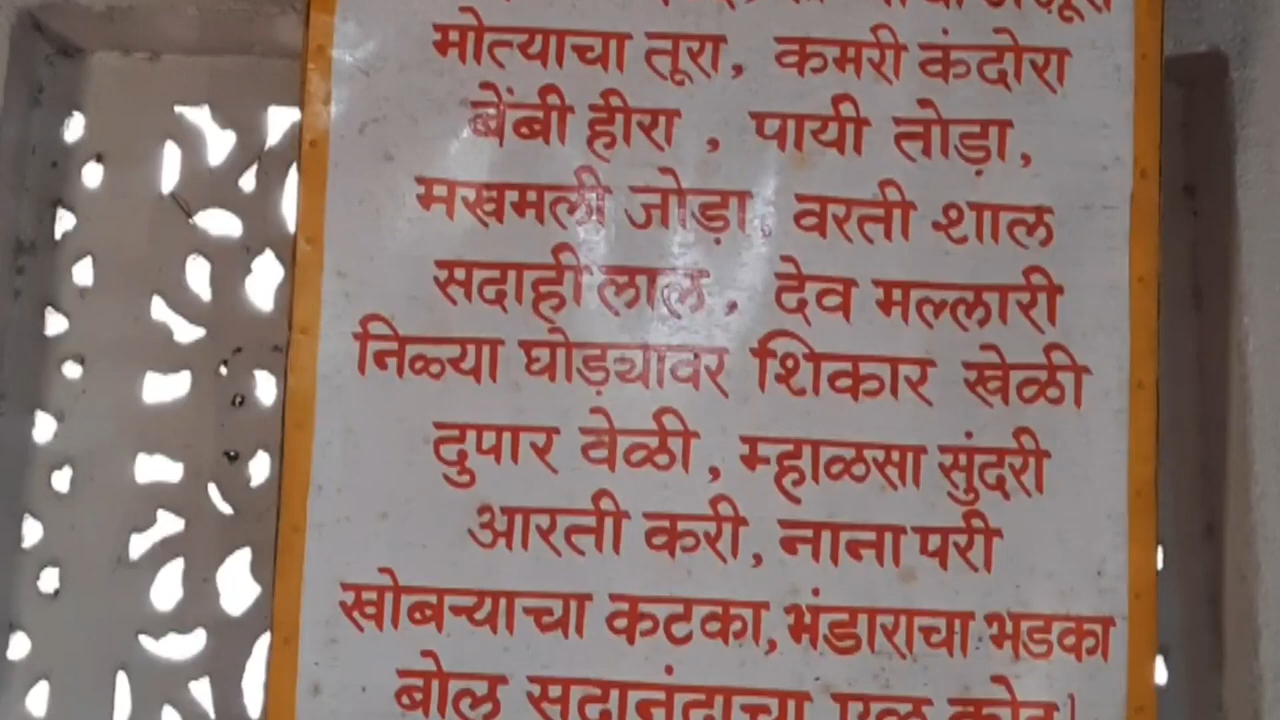 मोत्याचा तूरा, कमरी कंदोरा
बेंबी हीरा , पायी तोड़ा,
मखमली जोड़ा, वरती शाल
सदाही लाल, देव मल्लारी
निळ्या घोड़्यावर शिकार खेळी
दुपार वेळी, म्हाळसा सुंदरी
आरती करी, नाना परी
खोबऱ्याचा कटका, भंडाराचा भडका
बोल सदानंदाचा एळ कोट!